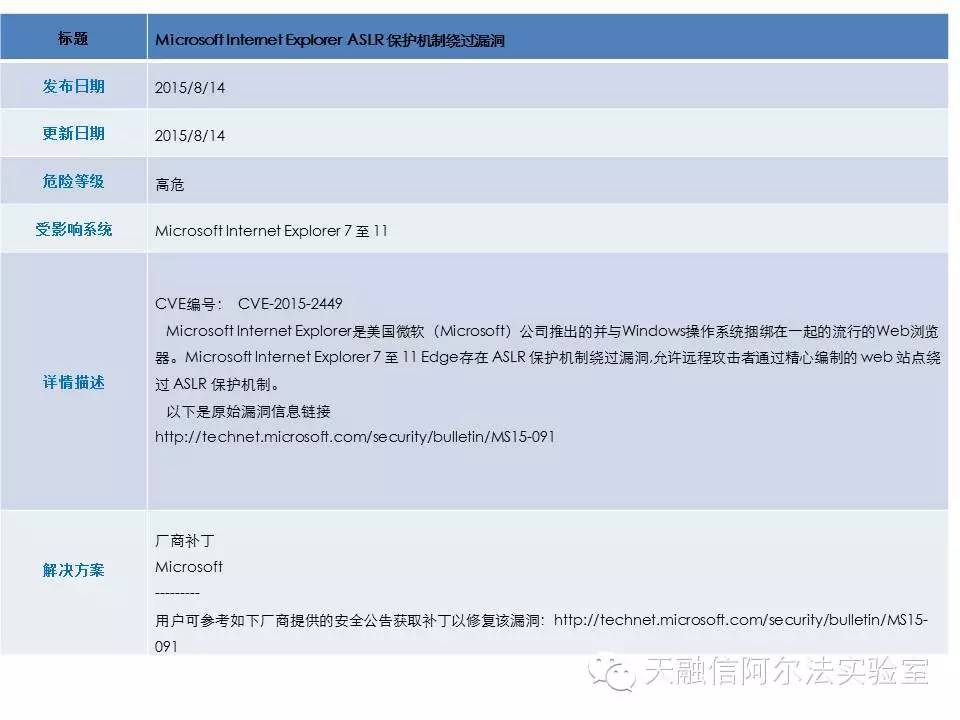 标题 Microsoft Internet Explorer ASLR 保护机制绕过漏洞
发布日期 2015/8/14
更新日期 2015/8/14
危险等级 高危
受影响系统 Microsoft Internet Explorer 7 至 11
详情描述
CVE编号： CVE-2015-2449
Microsoft Internet Explorer是美国微软（Microsoft）公司推出的并与Windows操作系统捆绑在一起的流行的Web浏览
器。Microsoft Internet Explorer 7 至 11 Edge存在 ASLR 保护机制绕过漏洞,允许远程攻击者通过精心编制的 web 站点绕
过 ASLR 保护机制。
以下是原始漏洞信息链接
http://technet.microsoft.com/security/bulletin/MS15-091
解决方案
厂商补丁
Microsoft
---------
用户可参考如下厂商提供的安全公告获取补丁以修复该漏洞：http://technet.microsoft.com/security/bulletin/MS15-
091
天融信阿尔法实验室